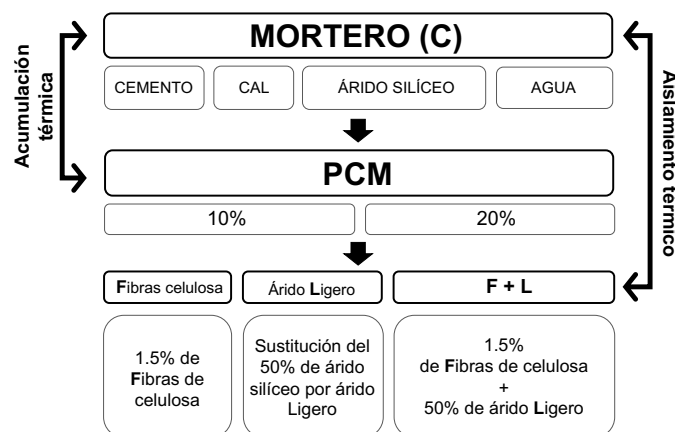 MORTERO (C)
Acumulación
térmica
CEMENTO
CAL
ÁRIDO SILÍCEO
AGUA
Aislamiento térmico
PCM
10%
20%
Fibras celulosa
Árido Ligero
F + L
1.5% de
Fibras de
celulosa
Sustitución del
50% de árido
silíceo por árido
Ligero
1.5%
de Fibras de celulosa
+
50% de árido Ligero